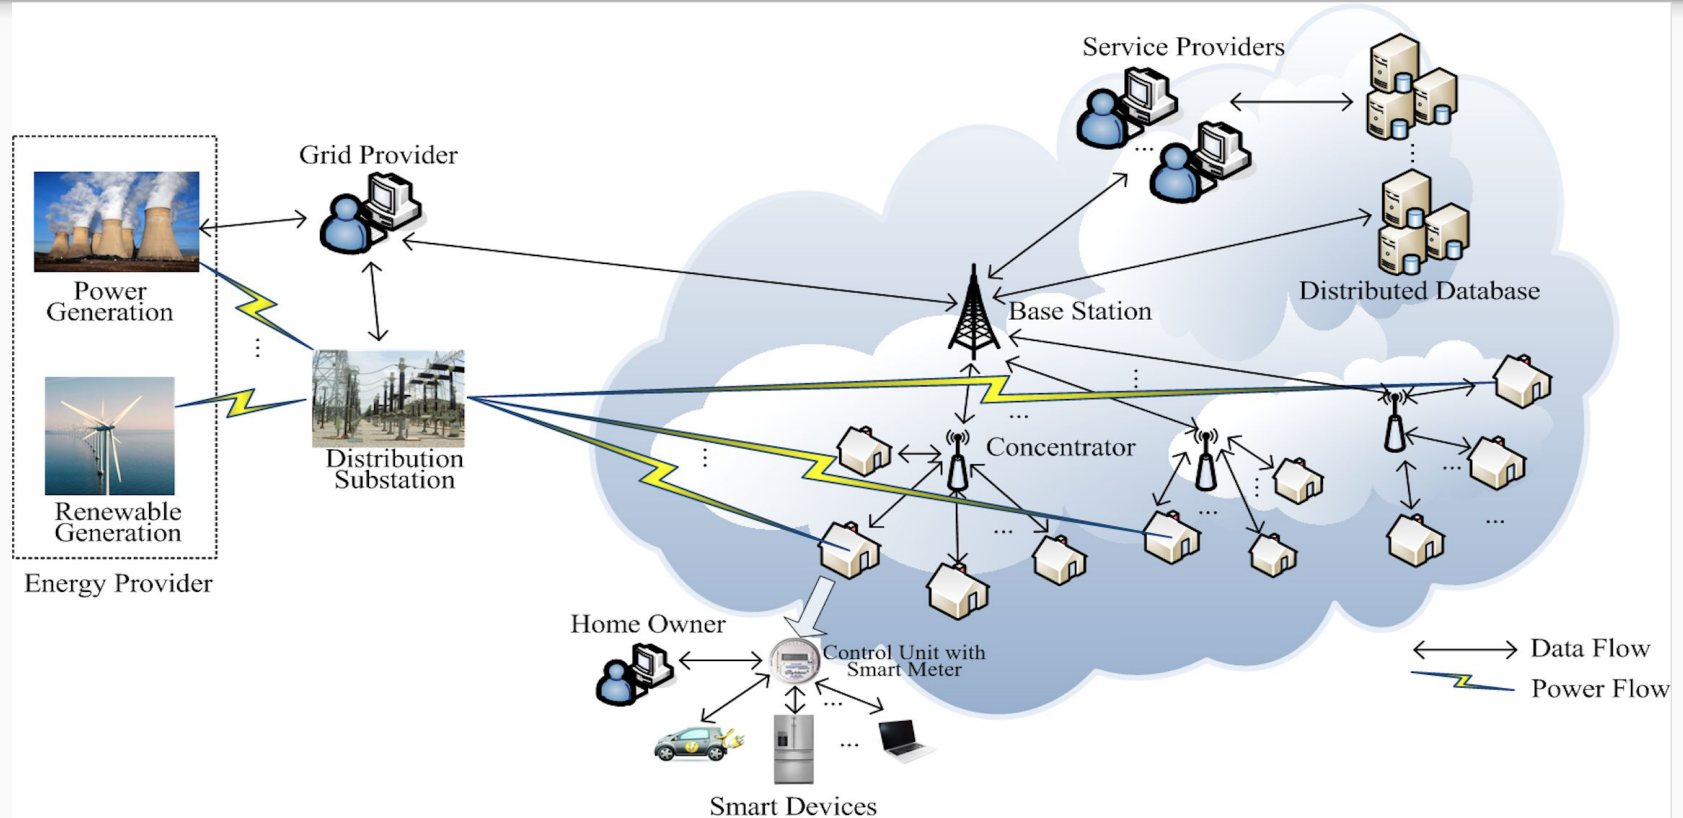 Service Providers
Grid Provider
Power
Generation
Distributed Database
Base Station
Concentrator
Distribution
Substation
Renewable
Generation
Energy Provider
Home Owner
Control Unit with
Smart Meter
Data Flow
Power Flow
Smart Devices